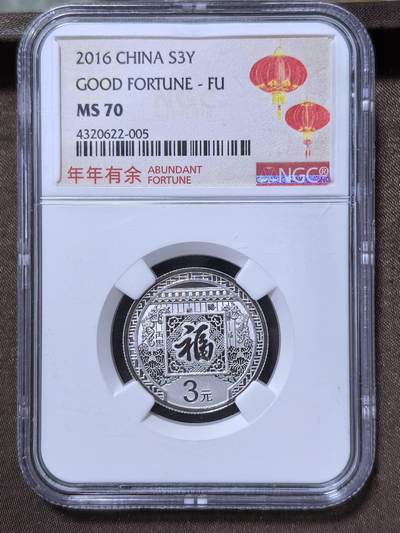 2016 CHINA S3Y
GOOD FORTUNE - FU
MS 70
4320622-005
年年有余 ABUNDANT FORTUNE
NGC®
福
3元